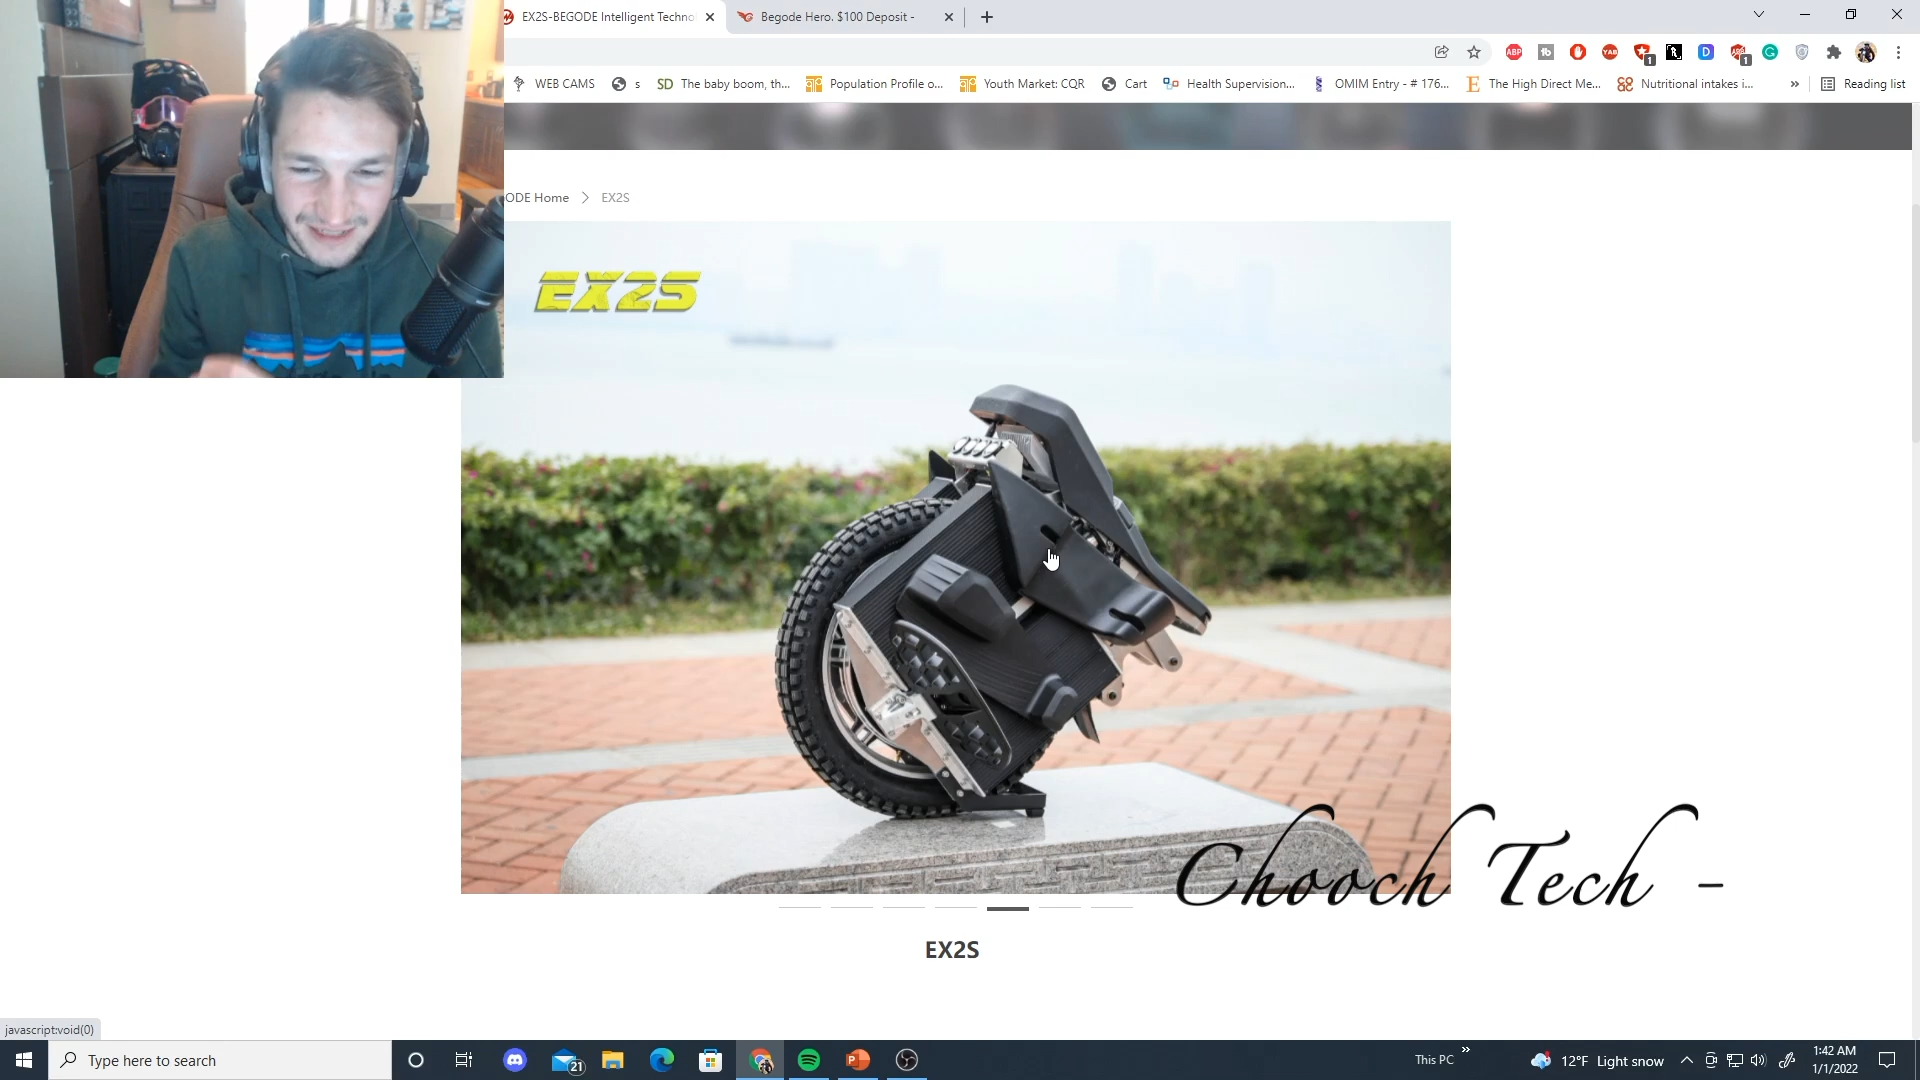 EX2S-BEGODE Intelligent Techno
Begode Hero. $100 Deposit -
WEB CAMS
s
SD The baby boom, th...
Population Profile o...
Youth Market: CQR
Cart
Health Supervision...
OMIM Entry - # 176...
The High Direct Me...
Nutritional intakes i...
»
Reading list
ODE Home > EX2S
EX2S
Chooch Tech -
EX2S
javascript:void(0)
Type here to search
21
This PC
»
12°F Light snow
1:42 AM
1/1/2022